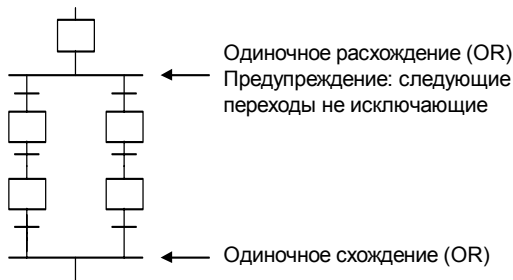 Одиночное расхождение (OR)
Предупреждение: следующие
переходы не исключающие
Одиночное схождение (OR)